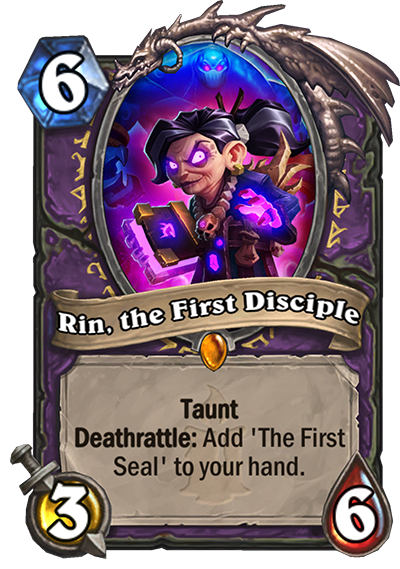 6
Rin, the First Disciple
Taunt
Deathrattle: Add 'The First
Seal' to your hand.
3
6